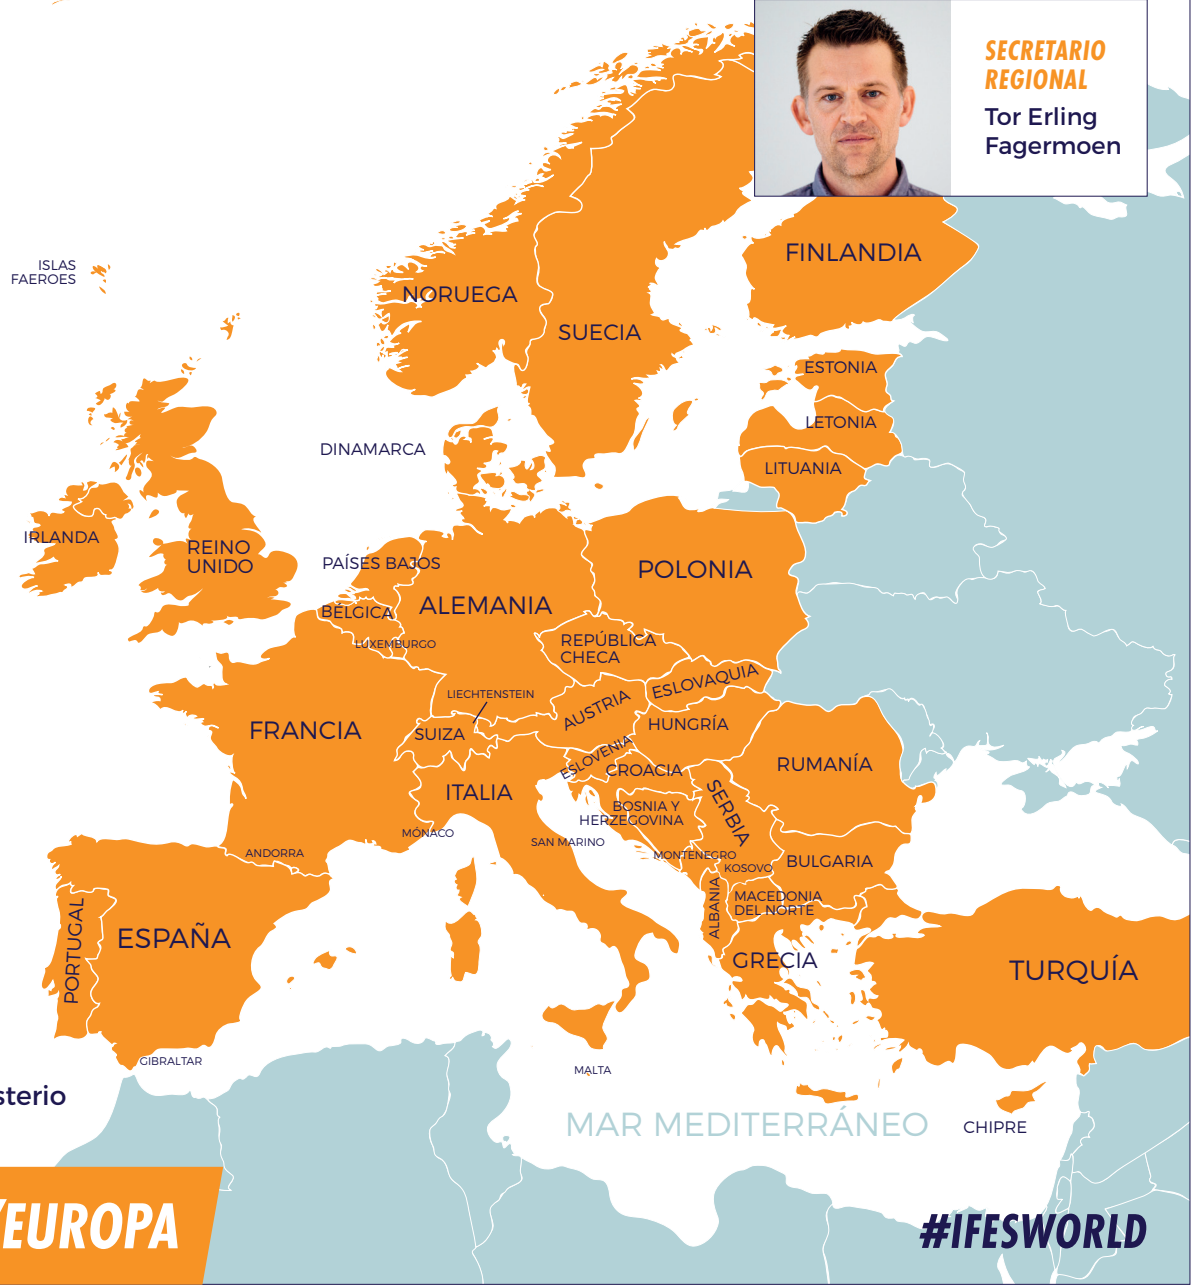 SECRETARIO
REGIONAL
Tor Erling
Fagermoen
FINLANDIA
ISLAS
FAEROES
NORUEGA
SUECIA
ESTONIA
LETONIA
DINAMARCA
LITUANIA
IRLANDA
REINO
UNIDO
PAÍSES BAJOS
POLONIA
BÉLGICA
ALEMANIA
LUXEMBURGO
REPÚBLICA
CHECA
ESLOVAQUIA
LIECHTENSTEIN
AUSTRIA
FRANCIA
SUIZA
HUNGRÍA
ESLOVENIA
CROACIA
RUMANÍA
ITALIA
SERBIA
BOSNIA Y
HERZEGOVINA
MÓNACO
SAN MARINO
ANDORRA
MONTENEGRO
KOSOVO
BULGARIA
ALBANIA
MACEDONIA
DEL NORTE
PORTUGAL
ESPAÑA
GRECIA
TURQUÍA
GIBRALTAR
MALTA
sterio
MAR MEDITERRÁNEO
CHIPRE
EUROPA
#IFESWORLD